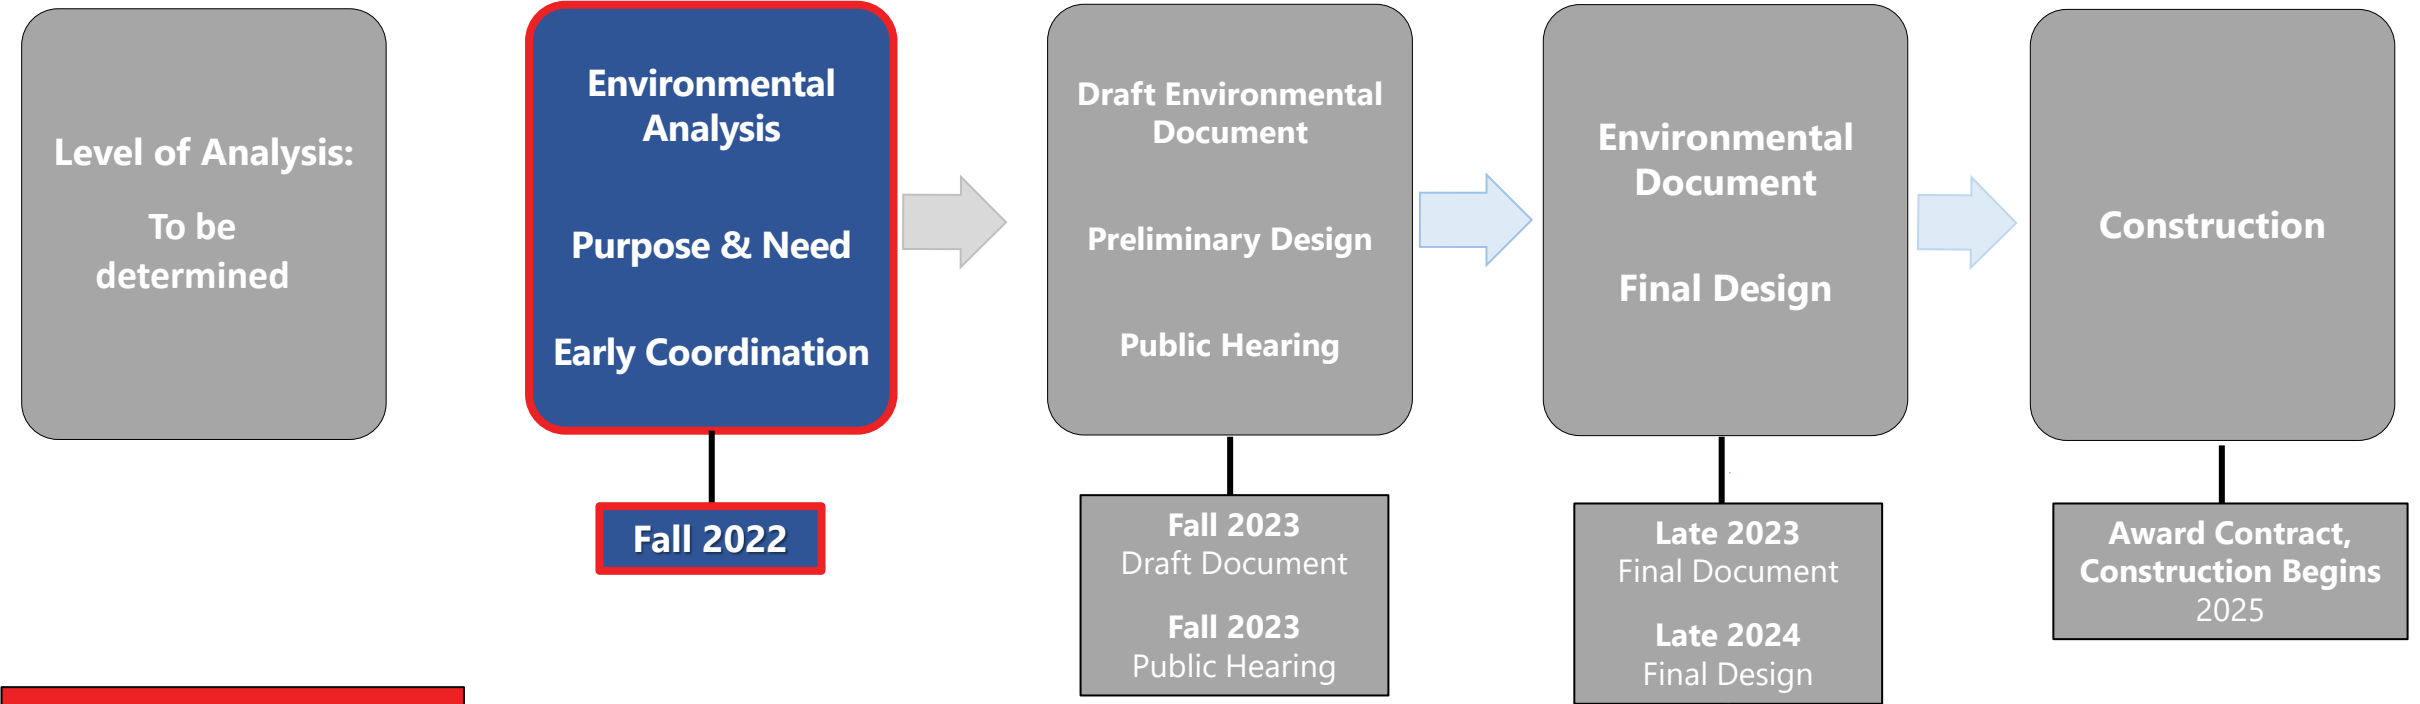 Level of Analysis:
To be
determined
Environmental
Analysis
Purpose & Need
Early Coordination
Fall 2022
Draft Environmental
Document
Preliminary Design
Public Hearing
Fall 2023
Draft Document
Fall 2023
Public Hearing
Environmental
Document
Final Design
Late 2023
Final Document
Late 2024
Final Design
Construction
Award Contract,
Construction Begins
2025